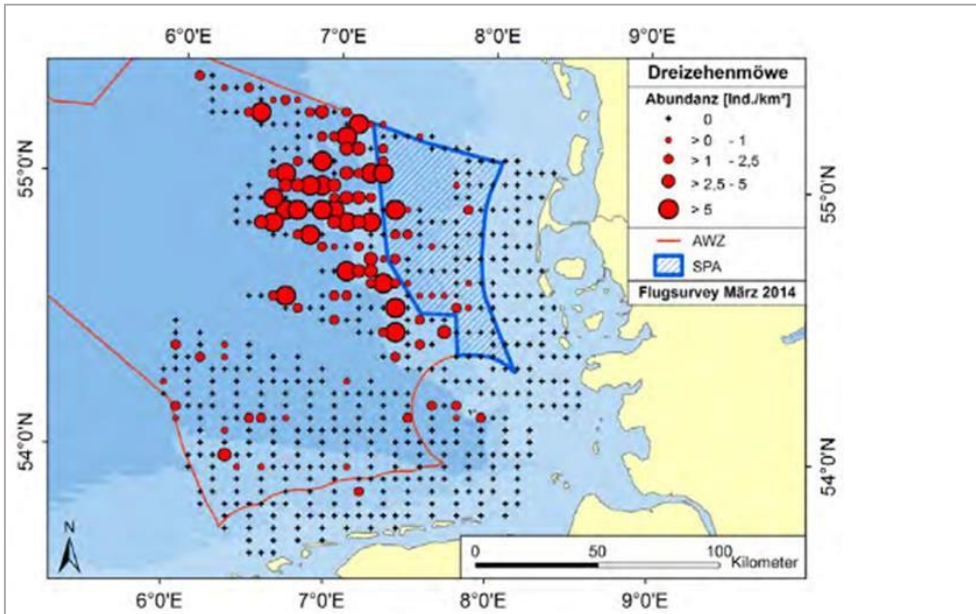 6°0'E 7°0'E 8°0'E 9°0'E
Dreizehenmöwe
Abundanz [Ind./km²]
0
> 0 - 1
> 1 - 2,5
> 2,5 - 5
> 5
AWZ
SPA
Flugsurvey März 2014
55°0'N
55°0'N
54°0'N
54°0'N
N
0 50 100
Kilometer
6°0'E 7°0'E 8°0'E 9°0'E